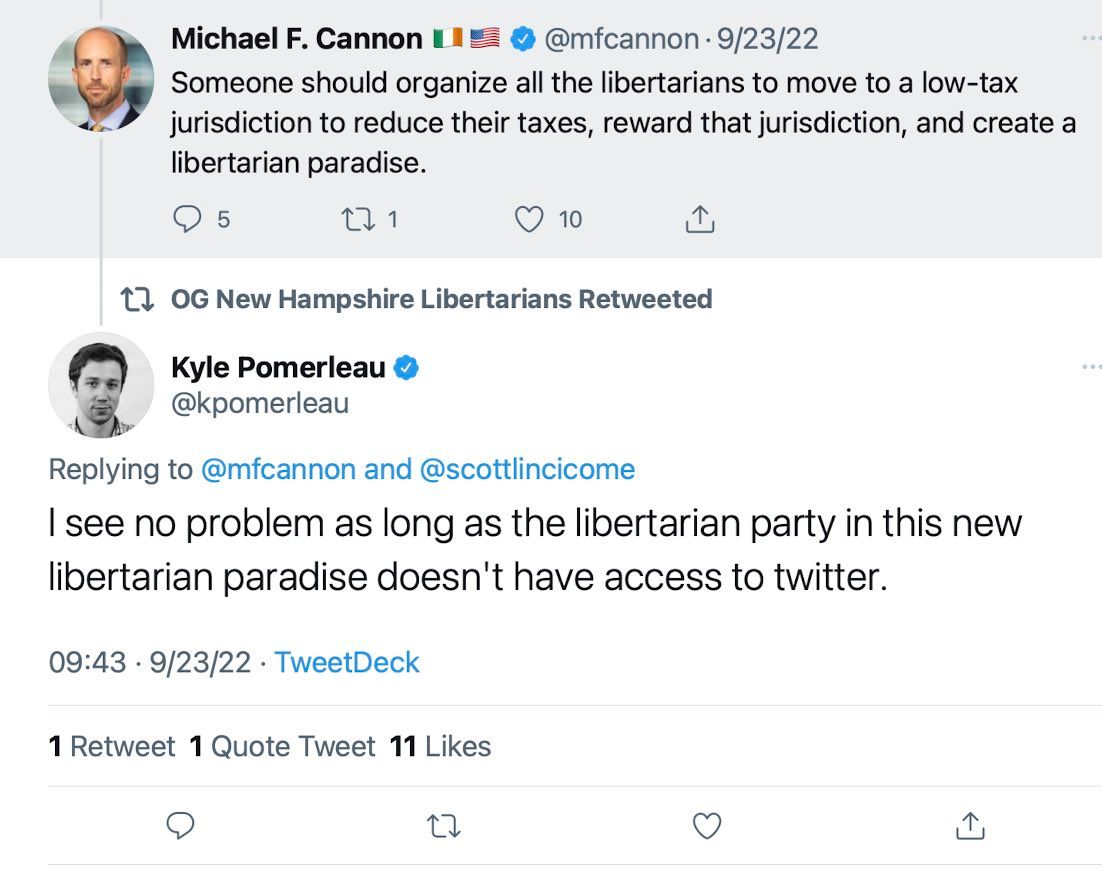 Michael F. Cannon 🇮🇪🇺🇸 @mfcannon · 9/23/22
Someone should organize all the libertarians to move to a low-tax
jurisdiction to reduce their taxes, reward that jurisdiction, and create a
libertarian paradise.
5 1 10
OG New Hampshire Libertarians Retweeted
Kyle Pomerleau
@kpomerleau
Replying to @mfcannon and @scottlincicome
I see no problem as long as the libertarian party in this new
libertarian paradise doesn't have access to twitter.
09:43 · 9/23/22 · TweetDeck
1 Retweet 1 Quote Tweet 11 Likes